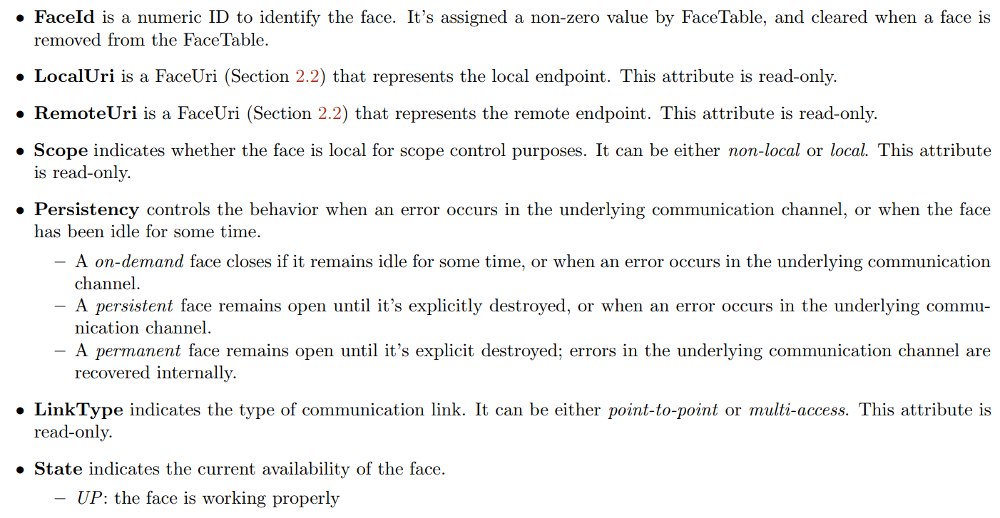 • FaceId is a numeric ID to identify the face. It's assigned a non-zero value by FaceTable, and cleared when a face is
removed from the FaceTable.
• LocalUri is a FaceUri (Section 2.2) that represents the local endpoint. This attribute is read-only.
• RemoteUri is a FaceUri (Section 2.2) that represents the remote endpoint. This attribute is read-only.
• Scope indicates whether the face is local for scope control purposes. It can be either non-local or local. This attribute
is read-only.
• Persistency controls the behavior when an error occurs in the underlying communication channel, or when the face
has been idle for some time.
– A on-demand face closes if it remains idle for some time, or when an error occurs in the underlying communication
channel.
– A persistent face remains open until it's explicitly destroyed, or when an error occurs in the underlying commu-
nication channel.
– A permanent face remains open until it's explicit destroyed; errors in the underlying communication channel are
recovered internally.
• LinkType indicates the type of communication link. It can be either point-to-point or multi-access. This attribute is
read-only.
• State indicates the current availability of the face.
– UP: the face is working properly